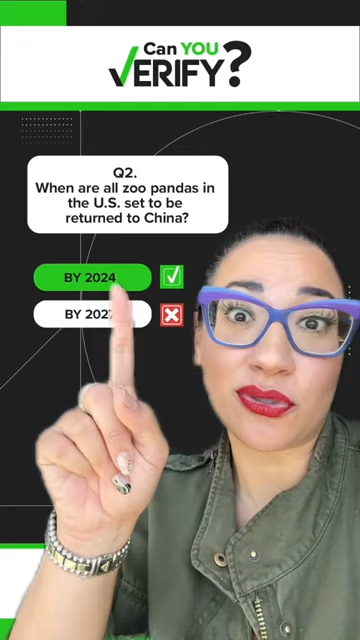 Can YOU
VERIFY?
Q2.
When are all zoo pandas in
the U.S. set to be
returned to China?
BY 2024
BY